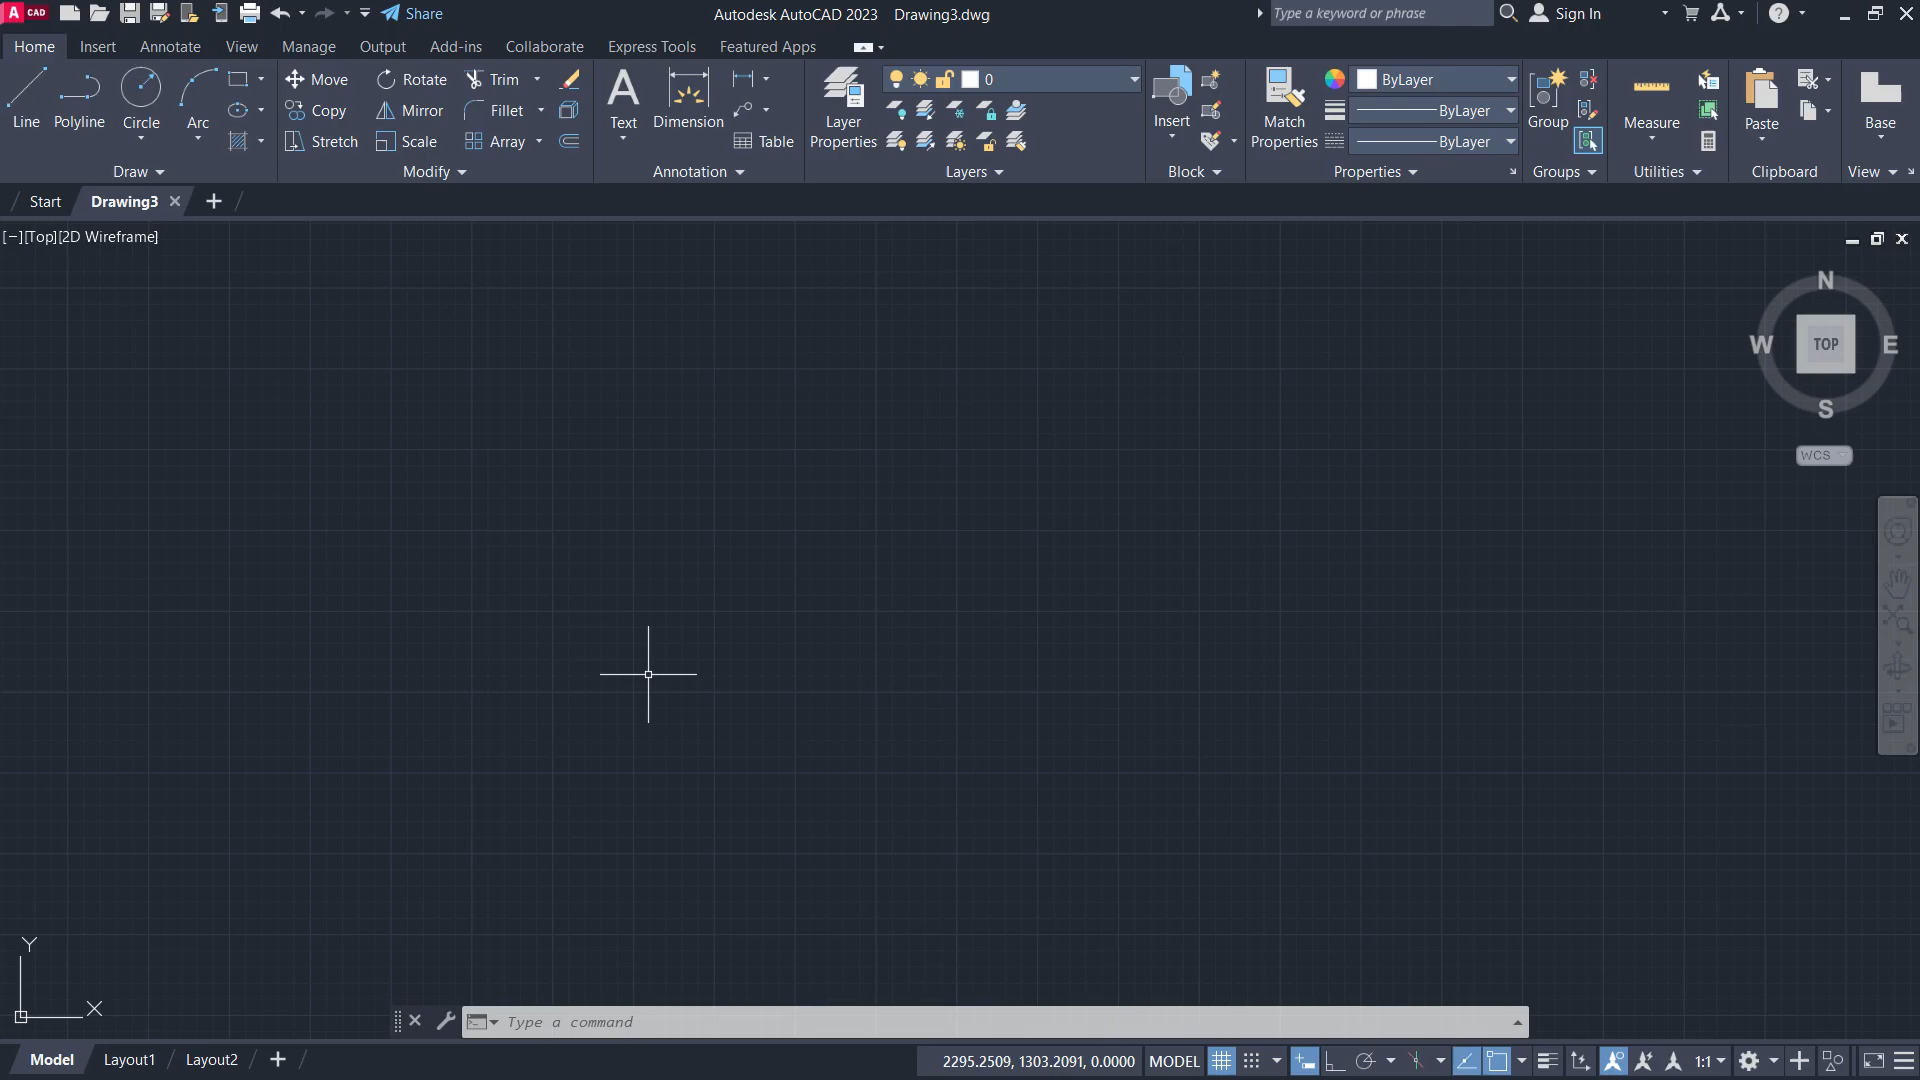 A CAD Share Autodesk AutoCAD 2023 Drawing3.dwg Type a keyword or phrase Sign In
Home Insert Annotate View Manage Output Add-ins Collaborate Express Tools Featured Apps
Line Polyline Circle Arc
Move Rotate Trim
Copy Mirror Fillet
Stretch Scale Array
Text Dimension Table
Layer Properties
0
Insert
Match Properties
ByLayer
ByLayer
ByLayer
Group
Measure
Paste
Base
Draw Modify Annotation Layers Block Properties Groups Utilities Clipboard View
Start Drawing3
[−][Top][2D Wireframe]
N
W TOP E
S
WCS
Y
X
Type a command
Model Layout1 Layout2
2295.2509, 1303.2091, 0.0000 MODEL 1:1